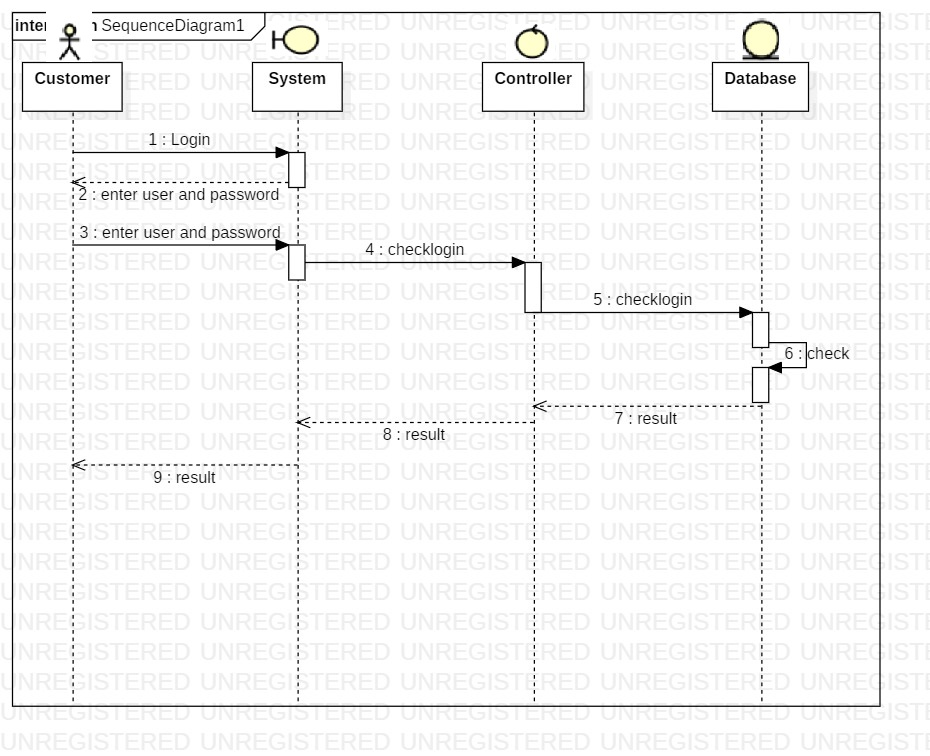 SequenceDiagram1
Customer
System
Controller
Database
1 : Login
2 : enter user and password
3 : enter user and password
4 : checklogin
5 : checklogin
6 : check
7 : result
8 : result
9 : result
UNREGISTERED